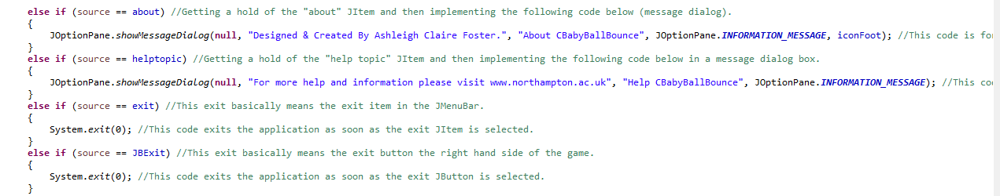 else if (source == about) //Getting a hold of the "about" JItem and then implementing the following code below (message dialog).
{
JOptionPane.showMessageDialog(null, "Designed & Created By Ashleigh Claire Foster.", "About CBabyBallBounce", JOptionPane.INFORMATION_MESSAGE, iconFoot); //This code is
}
else if (source == helptopic) //Getting a hold of the "help topic" JItem and then implementing the following code below in a message dialog box.
{
JOptionPane.showMessageDialog(null, "For more help and information please visit www.northampton.ac.uk", "Help CBabyBallBounce", JOptionPane.INFORMATION_MESSAGE); //This
}
else if (source == exit) //This exit basically means the exit item in the JMenuBar.
{
System.exit(0); //This code exits the application as soon as the exit JItem is selected.
}
else if (source == JBExit) //This exit basically means the exit button the right hand side of the game.
{
System.exit(0); //This code exits the application as soon as the exit JButton is selected.
}